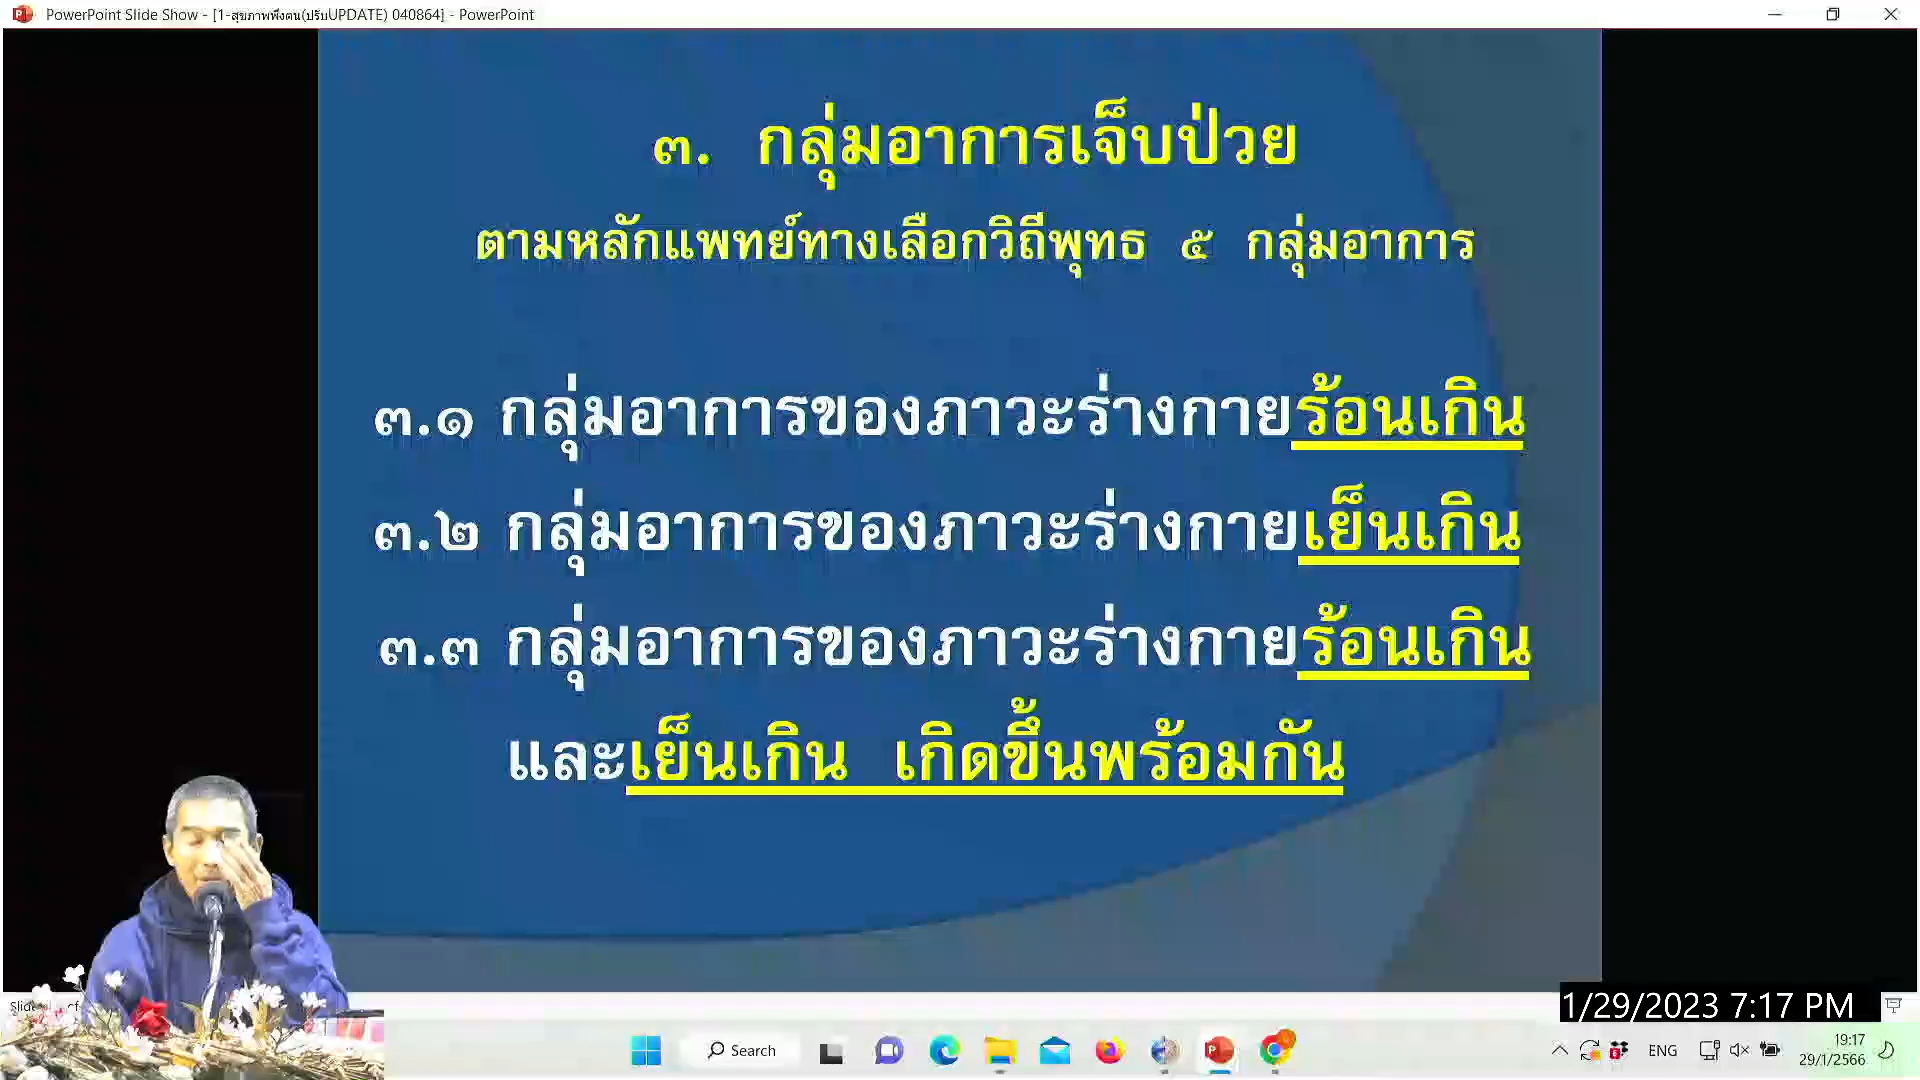 PowerPoint Slide Show - [1-สุขภาพพึ่งตน(ปรับUPDATE) 040864] - PowerPoint
๓. กลุ่มอาการเจ็บป่วย
ตามหลักแพทย์ทางเลือกวิถีพุทธ ๕ กลุ่มอาการ
๓.๑ กลุ่มอาการของภาวะร่างกายร้อนเกิน
๓.๒ กลุ่มอาการของภาวะร่างกายเย็นเกิน
๓.๓ กลุ่มอาการของภาวะร่างกายร้อนเกิน
และเย็นเกิน เกิดขึ้นพร้อมกัน
1/29/2023 7:17 PM
Search
ENG
19:17
29/1/2566